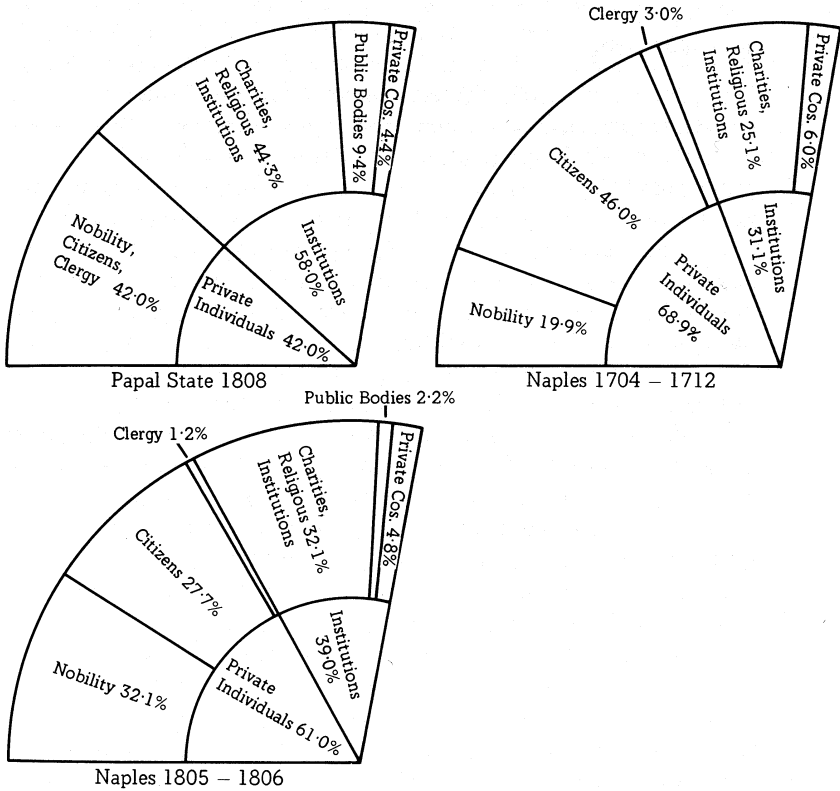 Nobility,
Citizens,
Clergy 42·0%
Charities,
Religious 44·3%
Institutions
Public Bodies 9·4%
Private Cos. 4·4%
Private
Individuals 42·0%
Institutions
58·0%
Papal State 1808
Clergy 3·0%
Nobility 19·9%
Citizens 46·0%
Charities,
Religious 25·1%
Institutions
Private Cos. 6·0%
Private
Individuals
68·9%
Institutions
31·1%
Naples 1704 – 1712
Public Bodies 2·2%
Clergy 1·2%
Nobility 32·1%
Citizens 27·7%
Charities,
Religious 32·1%
Institutions
Private Cos. 4·8%
Private
Individuals 61·0%
Institutions
39·0%
Naples 1805 – 1806